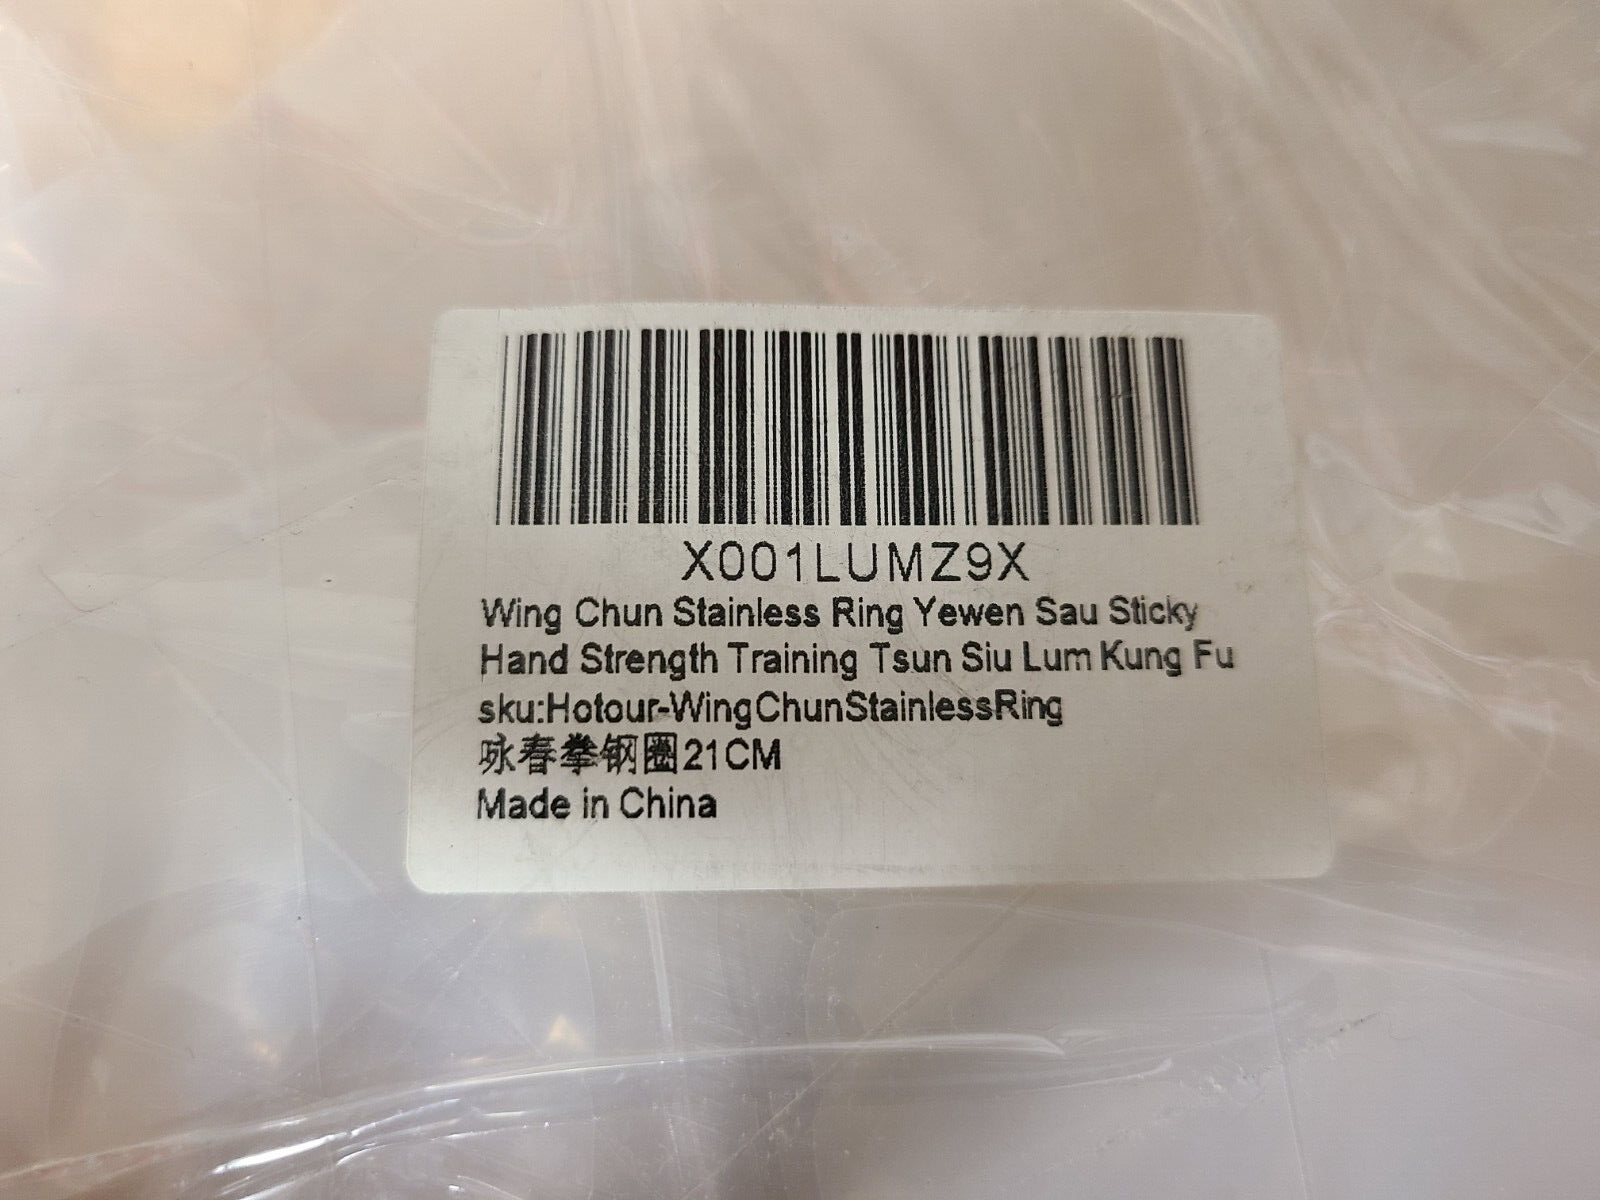 X001LUMZ9X
Wing Chun Stainless Ring Yewen Sau Sticky
Hand Strength Training Tsun Siu Lum Kung Fu
sku:Hotour-WingChunStainlessRing
咏春拳钢圈21CM
Made in China